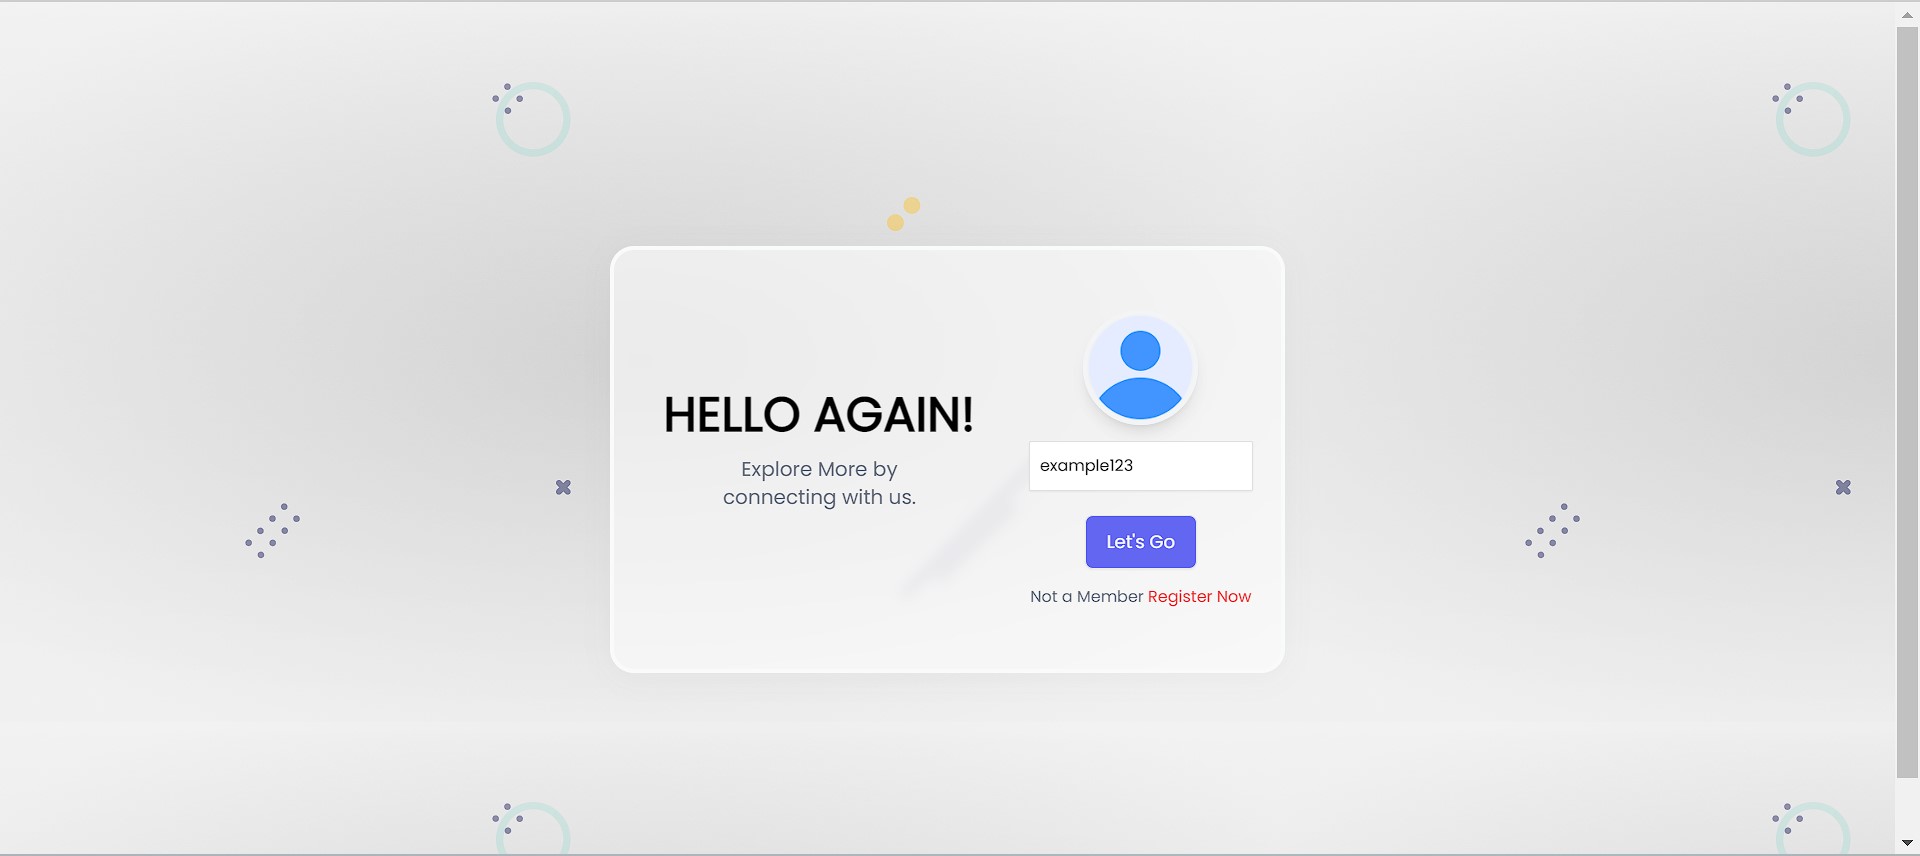 HELLO AGAIN!
Explore More by
connecting with us.
example123
Let's Go
Not a Member Register Now